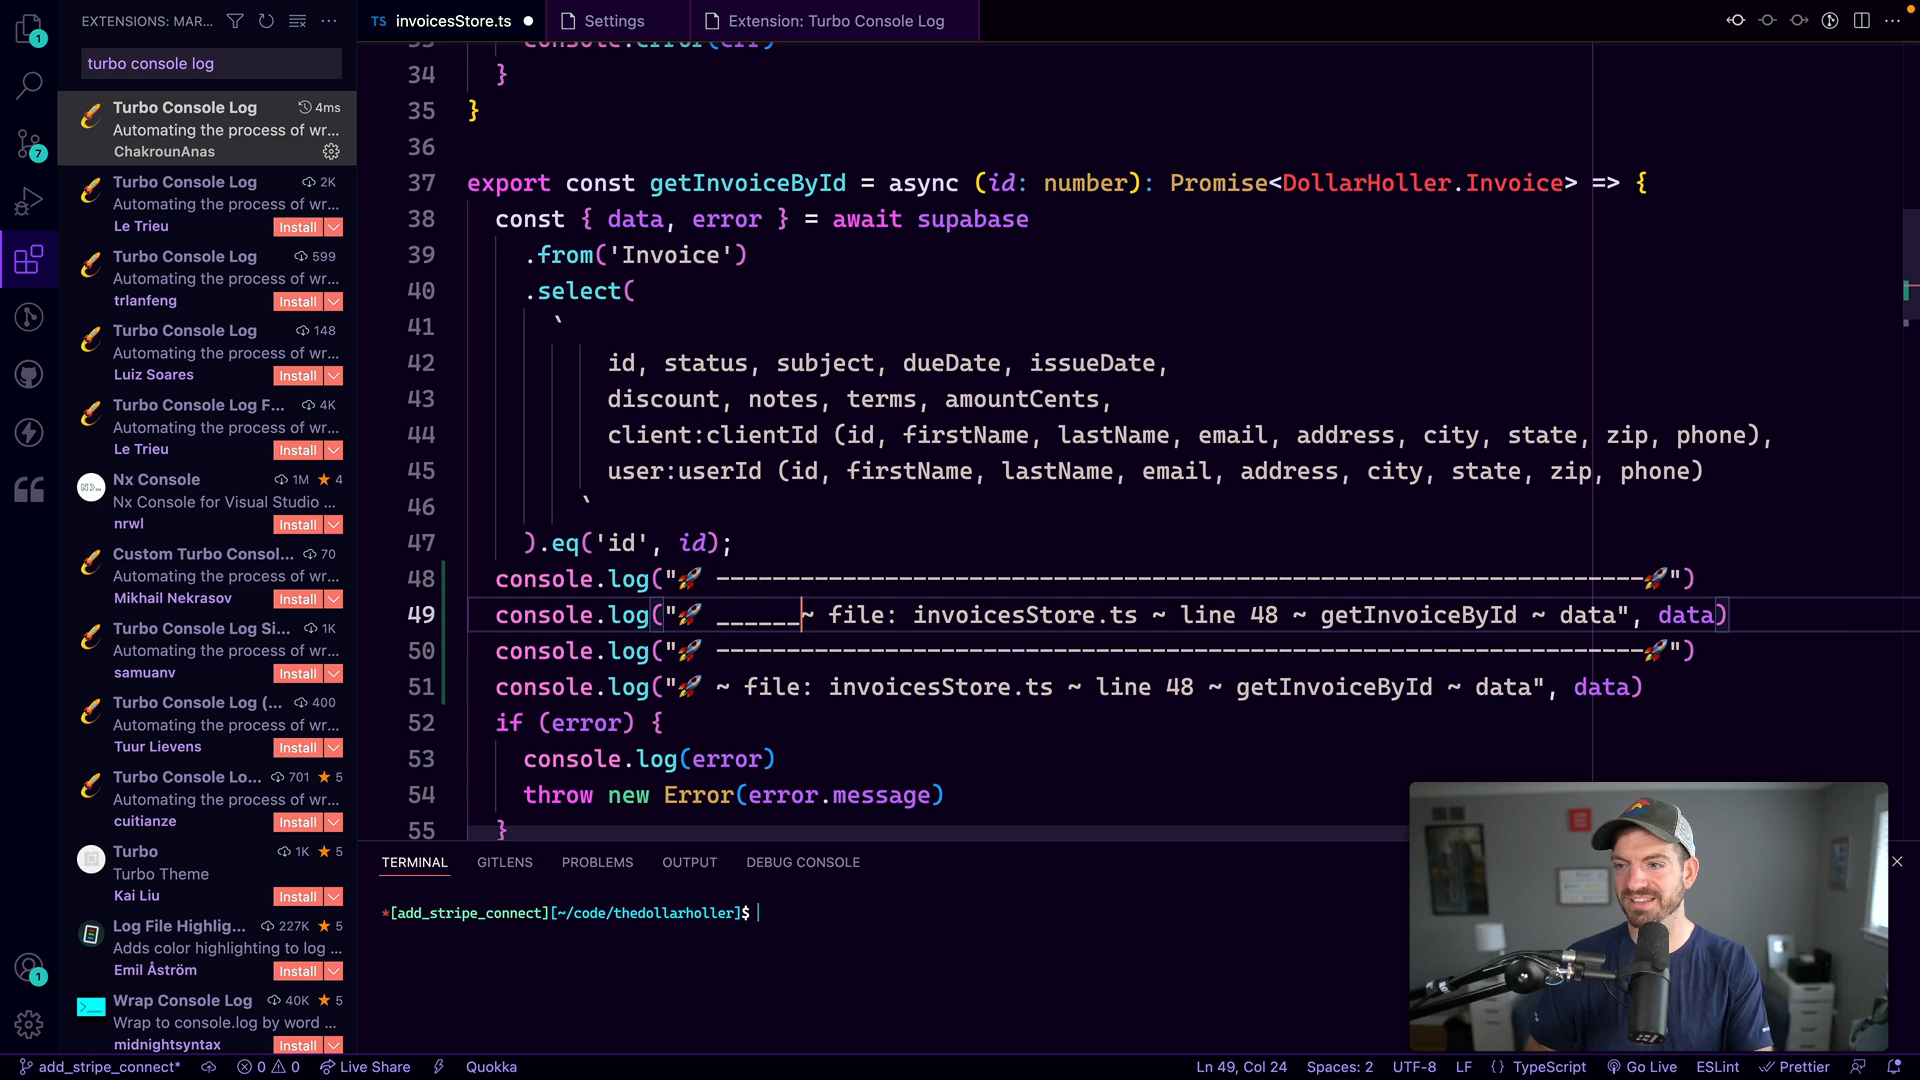 EXTENSIONS: MAR...
turbo console log
Turbo Console Log 4ms
Automating the process of wr...
ChakrounAnas
Turbo Console Log 2K
Automating the process of wr...
Le Trieu Install
Turbo Console Log 599
Automating the process of wr...
trlanfeng Install
Turbo Console Log 148
Automating the process of wr...
Luiz Soares Install
Turbo Console Log F... 4K
Automating the process of wr...
Le Trieu Install
Nx Console 1M ★ 4
Nx Console for Visual Studio ...
nrwl Install
Custom Turbo Consol... 70
Automating the process of wr...
Mikhail Nekrasov Install
Turbo Console Log Si... 1K
Automating the process of wr...
samuanv Install
Turbo Console Log (... 400
Automating the process of wr...
Tuur Lievens Install
Turbo Console Lo... 701 ★ 5
Automating the process of wr...
cuitianze Install
Turbo 1K ★ 5
Turbo Theme
Kai Liu Install
Log File Highlig... 227K ★ 5
Adds color highlighting to log ...
Emil Åström Install
Wrap Console Log 40K ★ 5
Wrap to console.log by word ...
midnightsyntax Install
1
7
1
TS invoicesStore.ts ● Settings Extension: Turbo Console Log
33 console.error(err)
34 }
35 }
36
37 export const getInvoiceById = async (id: number): Promise<DollarHoller.Invoice> => {
38 const { data, error } = await supabase
39 .from('Invoice')
40 .select(
41 `
42 id, status, subject, dueDate, issueDate,
43 discount, notes, terms, amountCents,
44 client:clientId (id, firstName, lastName, email, address, city, state, zip, phone),
45 user:userId (id, firstName, lastName, email, address, city, state, zip, phone)
46 `
47 ).eq('id', id);
48 console.log("🚀 ------------------------------------------------------------------🚀")
49 console.log("🚀 ______~ file: invoicesStore.ts ~ line 48 ~ getInvoiceById ~ data", data)
50 console.log("🚀 ------------------------------------------------------------------🚀")
51 console.log("🚀 ~ file: invoicesStore.ts ~ line 48 ~ getInvoiceById ~ data", data)
52 if (error) {
53 console.log(error)
54 throw new Error(error.message)
55 }
TERMINAL GITLENS PROBLEMS OUTPUT DEBUG CONSOLE
*[add_stripe_connect][~/code/thedollarholler]$
add_stripe_connect* 0 0 Live Share Quokka Ln 49, Col 24 Spaces: 2 UTF-8 LF {} TypeScript Go Live ESLint Prettier